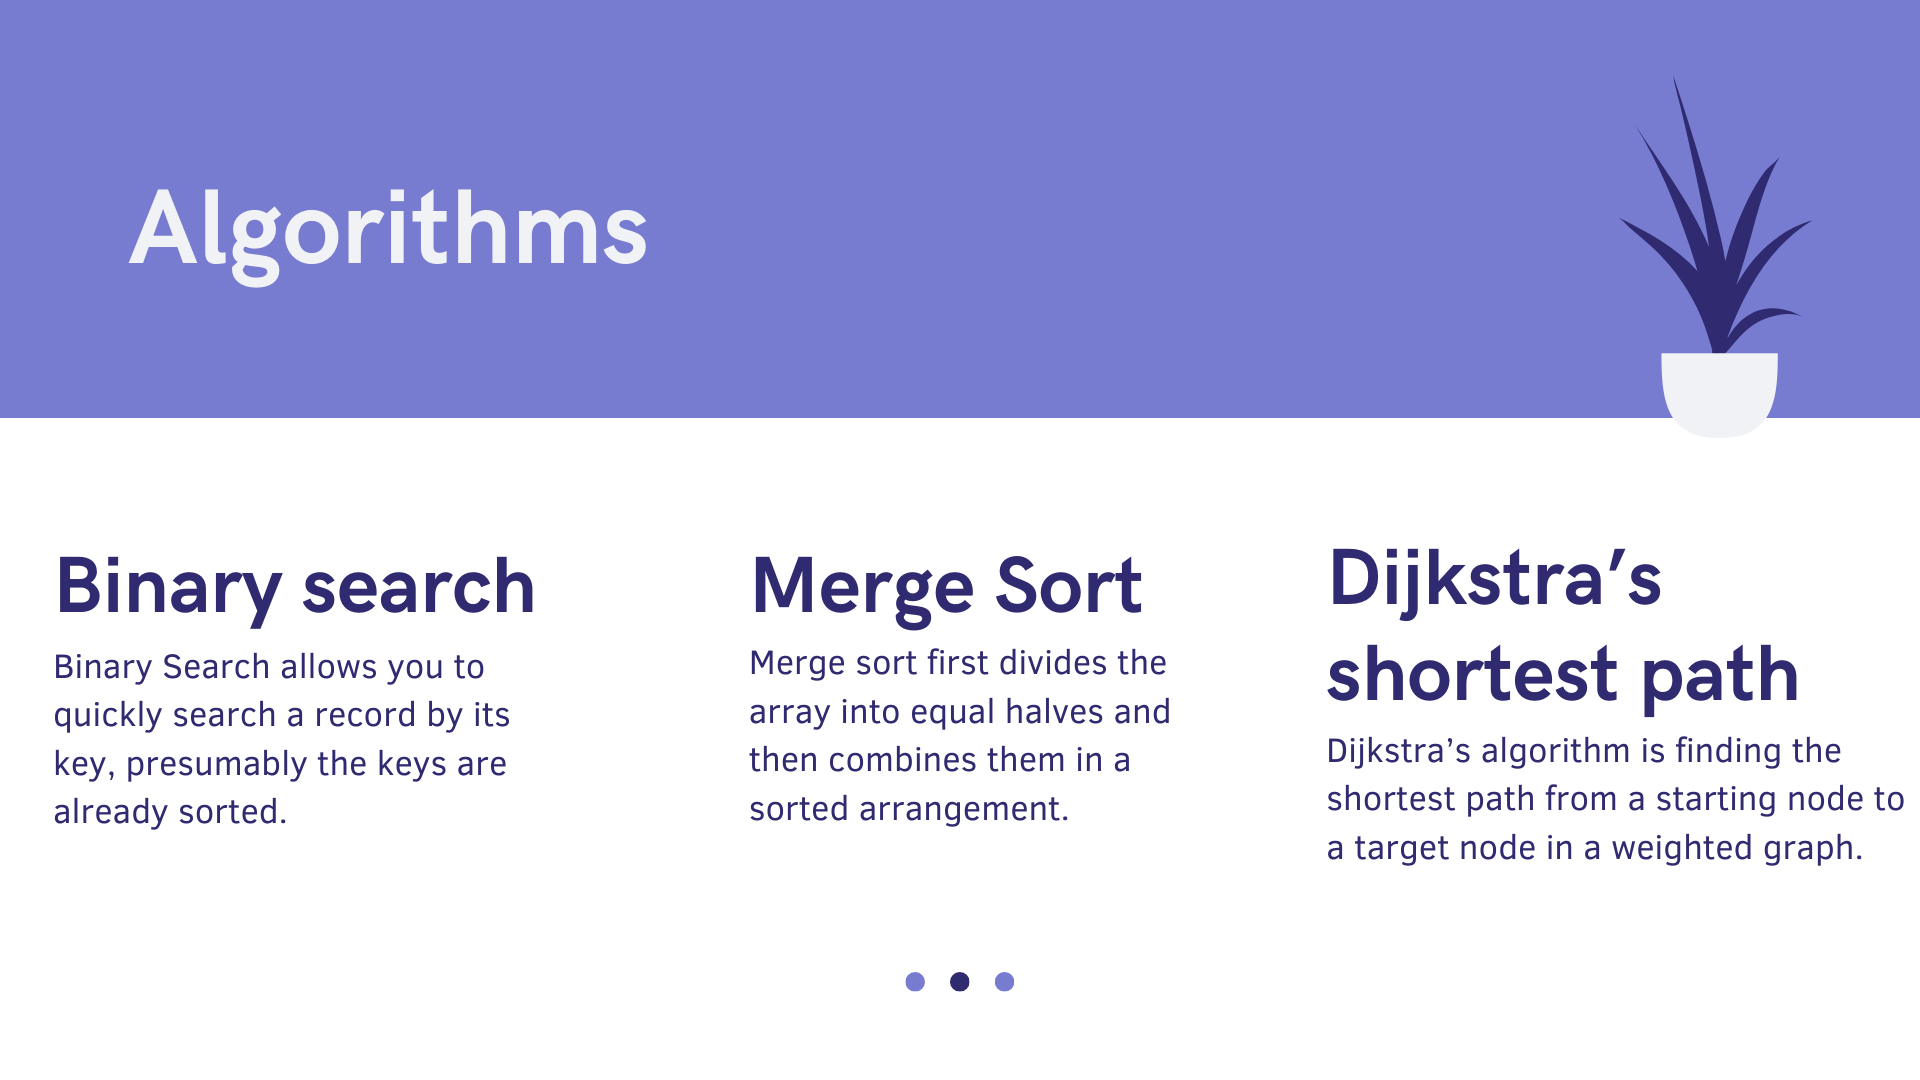 Algorithms
Binary search
Binary Search allows you to
quickly search a record by its
key, presumably the keys are
already sorted.
Merge Sort
Merge sort first divides the
array into equal halves and
then combines them in a
sorted arrangement.
Dijkstra’s
shortest path
Dijkstra’s algorithm is finding the
shortest path from a starting node to
a target node in a weighted graph.